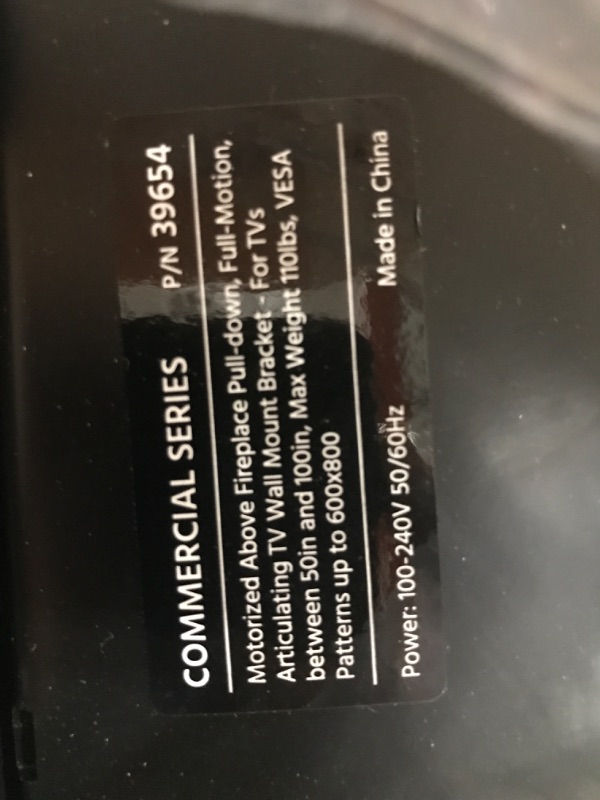 COMMERCIAL SERIES P/N 39654
Motorized Above Fireplace Pull-down, Full-Motion,
Articulating TV Wall Mount Bracket - For TVs
between 50in and 100in, Max Weight 110lbs, VESA
Patterns up to 600x800
Power: 100-240V 50/60Hz Made in China